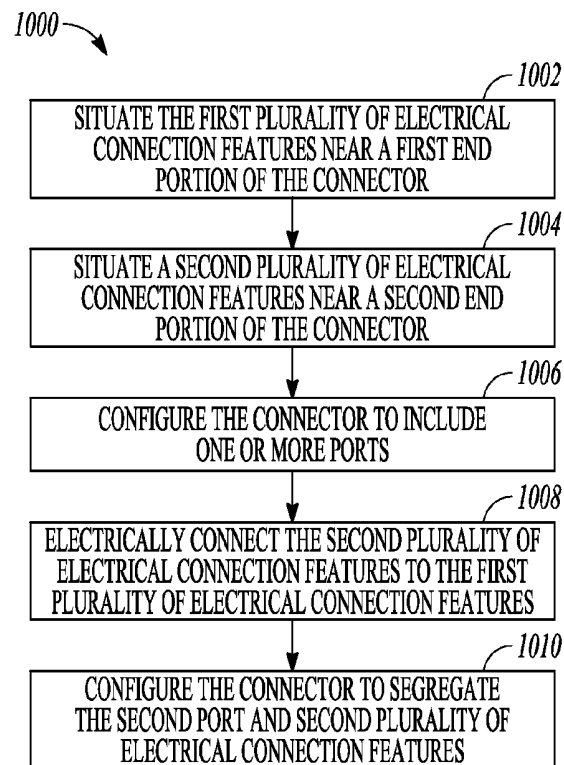 1000
1002
SITUATE THE FIRST PLURALITY OF ELECTRICAL
CONNECTION FEATURES NEAR A FIRST END
PORTION OF THE CONNECTOR
1004
SITUATE A SECOND PLURALITY OF ELECTRICAL
CONNECTION FEATURES NEAR A SECOND END
PORTION OF THE CONNECTOR
1006
CONFIGURE THE CONNECTOR TO INCLUDE
ONE OR MORE PORTS
1008
ELECTRICALLY CONNECT THE SECOND PLURALITY OF
ELECTRICAL CONNECTION FEATURES TO THE FIRST
PLURALITY OF ELECTRICAL CONNECTION FEATURES
1010
CONFIGURE THE CONNECTOR TO SEGREGATE
THE SECOND PORT AND SECOND PLURALITY OF
ELECTRICAL CONNECTION FEATURES